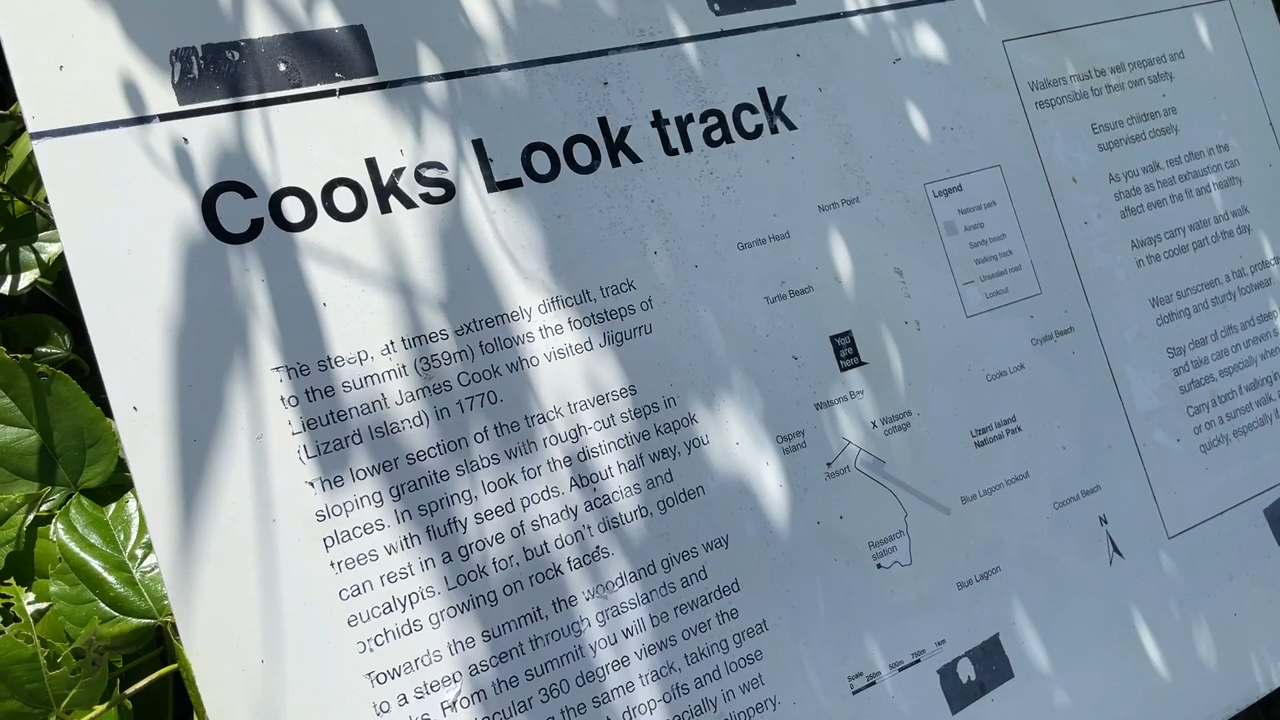 Cooks Look track
The steep, at times extremely difficult, track
to the summit (359m) follows the footsteps of
Lieutenant James Cook who visited Jiigurru
(Lizard Island) in 1770.
The lower section of the track traverses
sloping granite slabs with rough-cut steps in
places. In spring, look for the distinctive kapok
trees with fluffy seed pods. About half way, you
can rest in a grove of shady acacias and
eucalypts. Look for, but don't disturb, golden
orchids growing on rock faces.
Towards the summit, the woodland gives way
to a steep ascent through grasslands and
From the summit you will be rewarded
360 degree views over the
the same track, taking great
drop-offs and loose
in wet
North Point
Granite Head
Turtle Beach
You
are
here
Watsons Bay
X Watsons
cottage
Osprey
Island
Resort
Research
station
Crystal Beach
Cooks Look
Lizard Island
National Park
Blue Lagoon lookout
Coconut Beach
Blue Lagoon
N
Scale
0 250m 500m 750m 1km
Legend
National park
Airstrip
Sandy beach
Walking track
Unsealed road
Lookout
Walkers must be well prepared and
responsible for their own safety.
Ensure children are
supervised closely.
As you walk, rest often in the
shade as heat exhaustion can
affect even the fit and healthy.
Always carry water and walk
in the cooler part of the day.
Wear sunscreen, a hat,
clothing and sturdy footwear.
Stay clear of cliffs and steep
and take care on uneven
surfaces, especially when
Carry a torch if walking in
or on a sunset walk.
quickly, especially